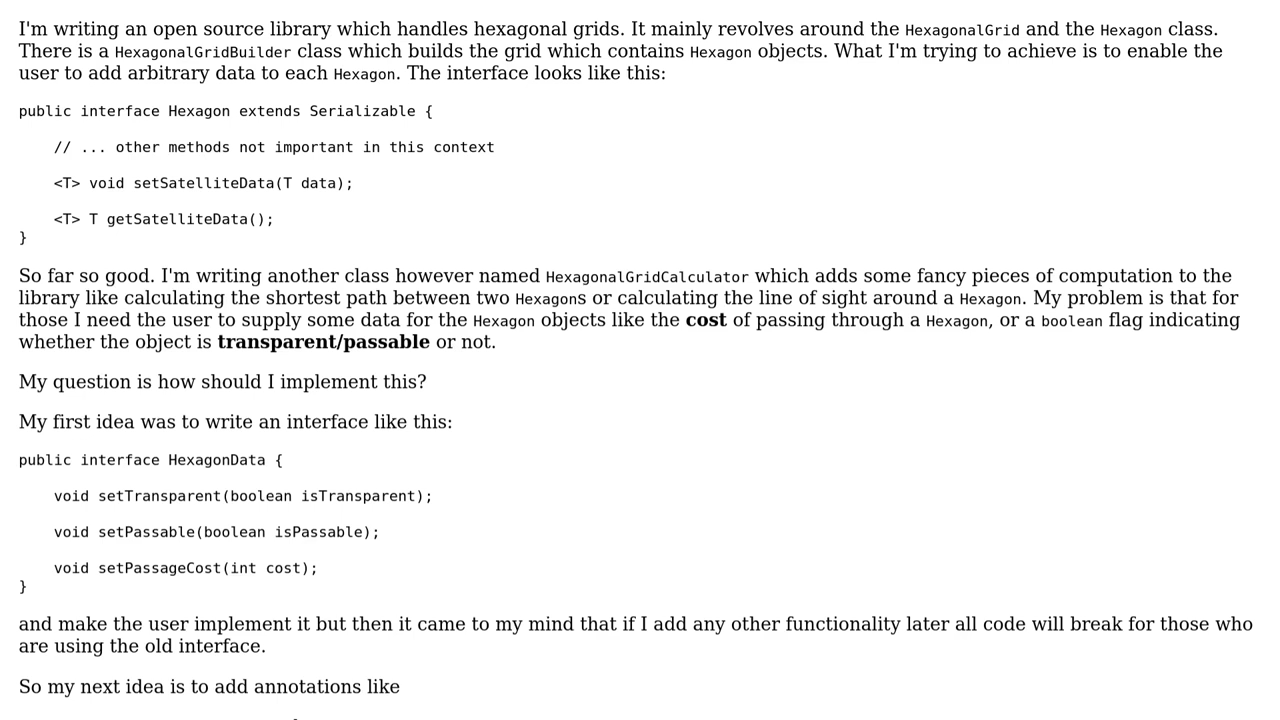 I'm writing an open source library which handles hexagonal grids. It mainly revolves around the HexagonalGrid and the Hexagon class.
There is a HexagonalGridBuilder class which builds the grid which contains Hexagon objects. What I'm trying to achieve is to enable the
user to add arbitrary data to each Hexagon. The interface looks like this:
public interface Hexagon extends Serializable {
    // ... other methods not important in this context
    <T> void setSatelliteData(T data);
    <T> T getSatelliteData();
}
So far so good. I'm writing another class however named HexagonalGridCalculator which adds some fancy pieces of computation to the
library like calculating the shortest path between two Hexagons or calculating the line of sight around a Hexagon. My problem is that for
those I need the user to supply some data for the Hexagon objects like the cost of passing through a Hexagon, or a boolean flag indicating
whether the object is transparent/passable or not.
My question is how should I implement this?
My first idea was to write an interface like this:
public interface HexagonData {
    void setTransparent(boolean isTransparent);
    void setPassable(boolean isPassable);
    void setPassageCost(int cost);
}
and make the user implement it but then it came to my mind that if I add any other functionality later all code will break for those who
are using the old interface.
So my next idea is to add annotations like